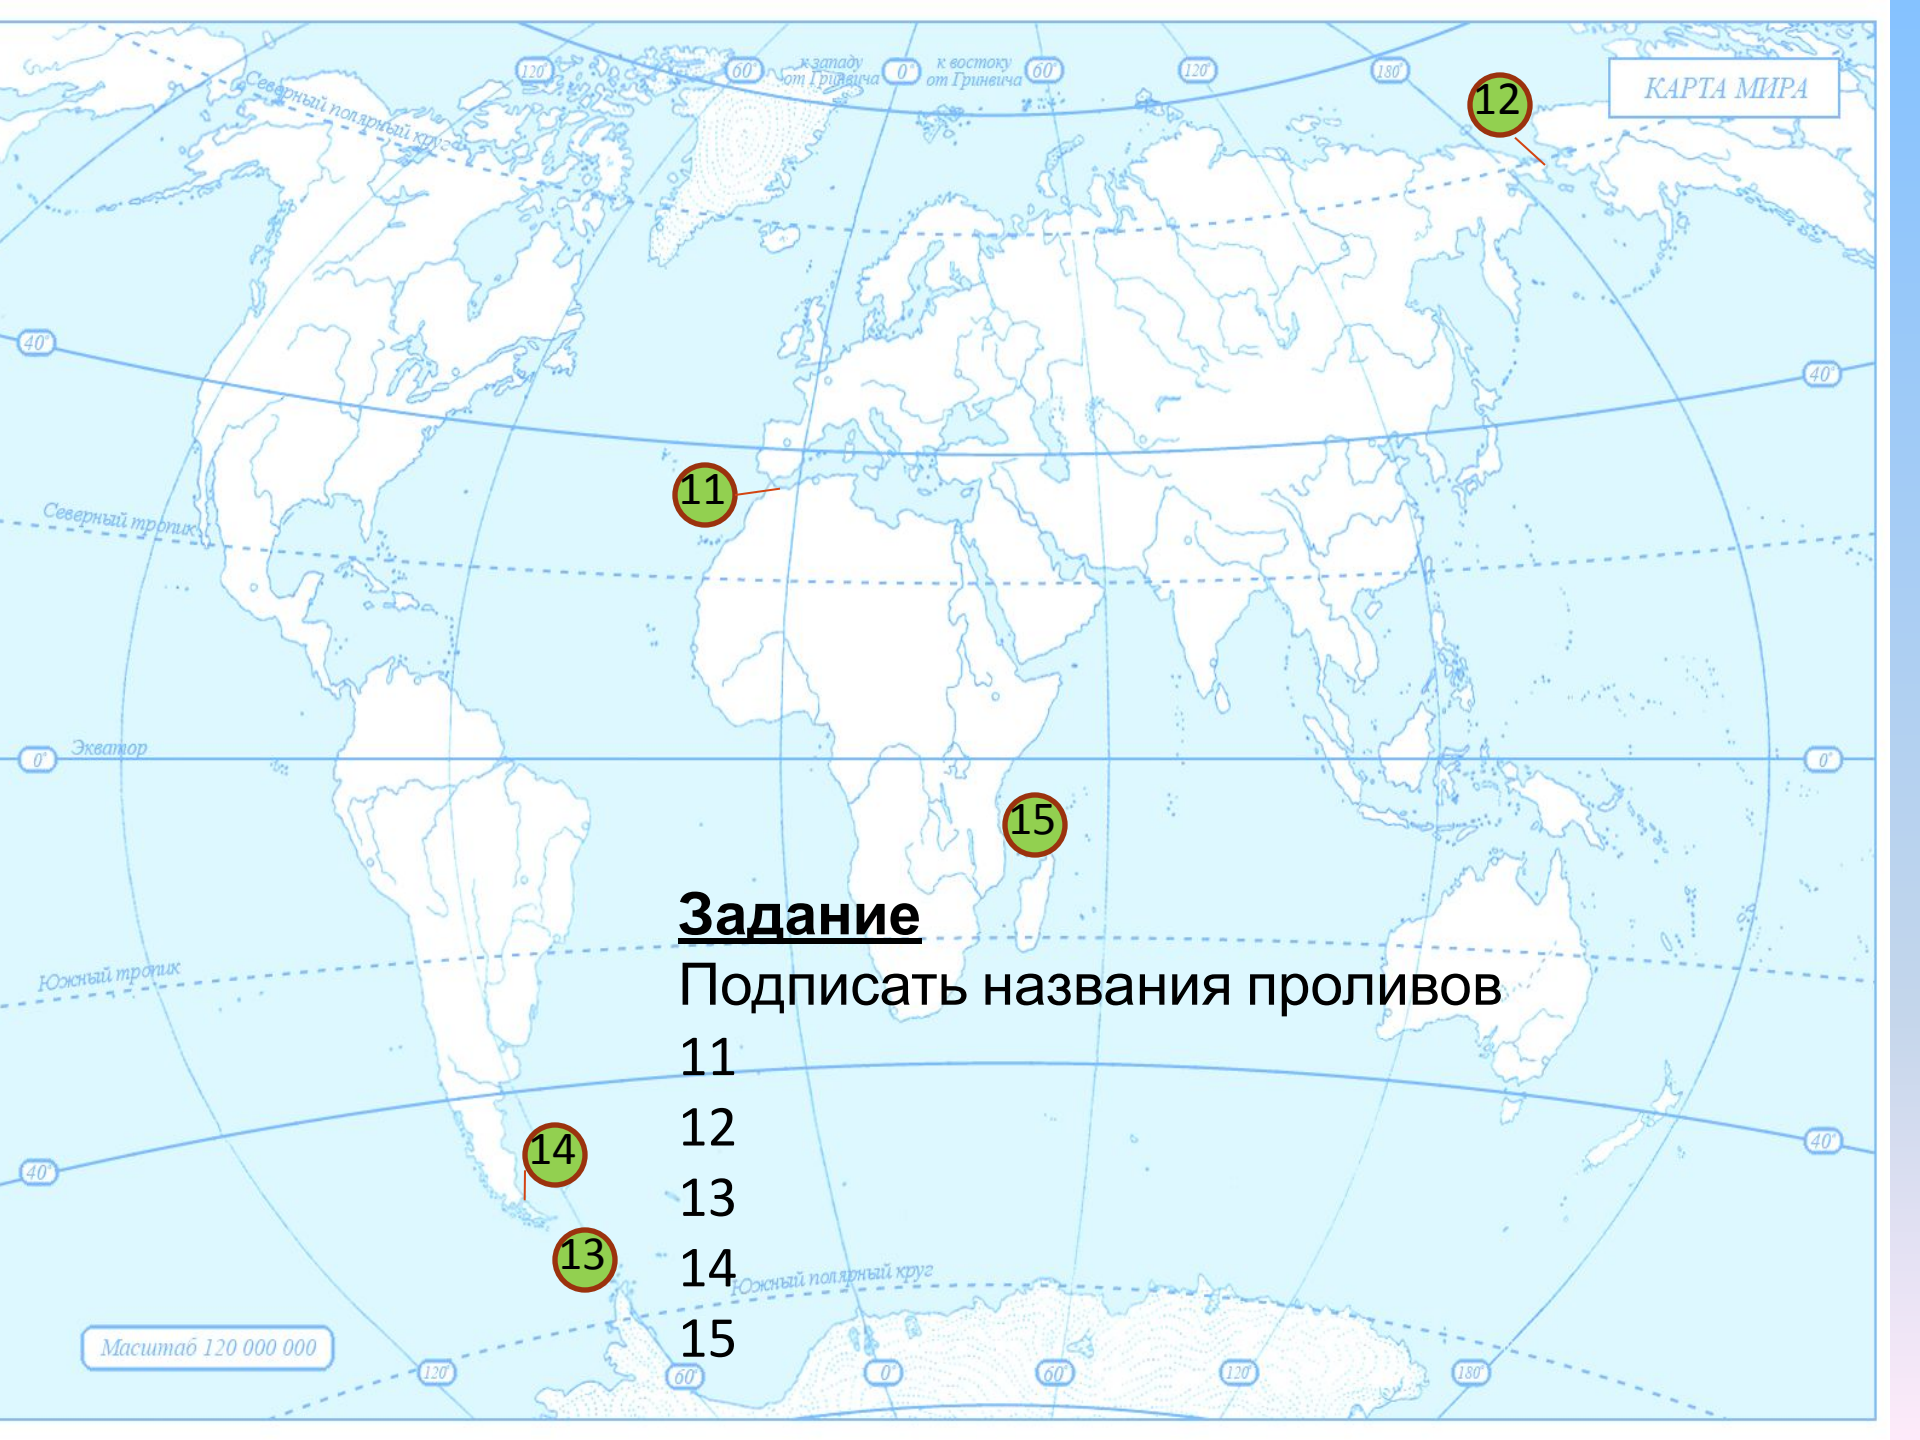 120°
60°
к западу
от Гринвича
0°
к востоку
от Гринвича
60°
120°
180°
12
КАРТА МИРА
Северный полярный круг
40°
40°
11
Северный тропик
Экватор
0°
0°
15
Задание
Подписать названия проливов
11
12
13
14
15
Южный тропик
40°
40°
14
13
Южный полярный круг
Масштаб 120 000 000
120°
60°
0°
60°
120°
180°